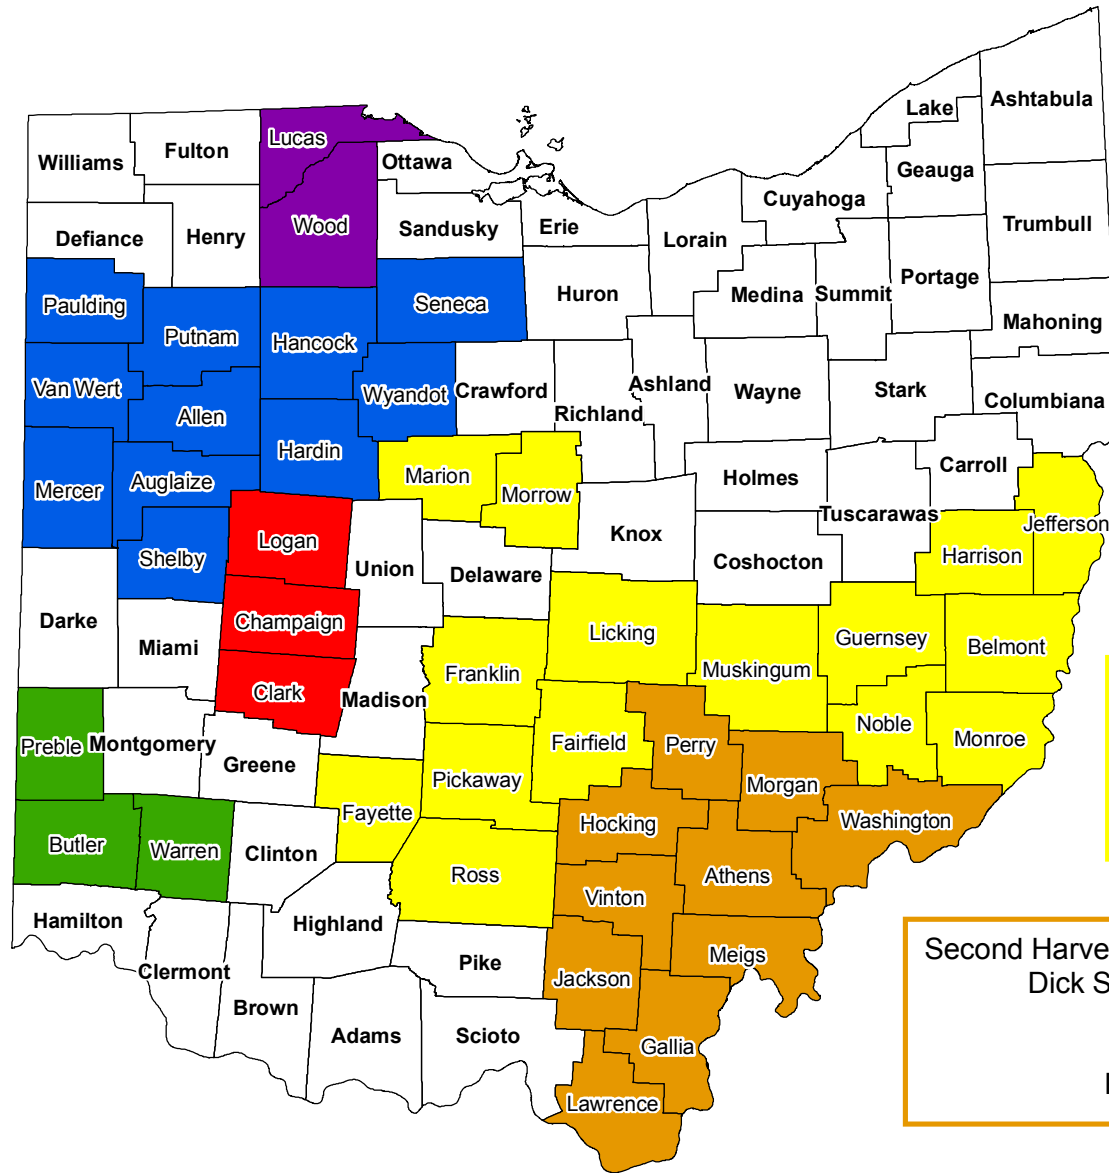 Ashtabula
Lake
Lucas
Fulton
Williams
Ottawa
Geauga
Cuyahoga
Wood
Trumbull
Sandusky
Erie
Henry
Defiance
Lorain
Portage
Huron
Medina
Summit
Seneca
Paulding
Mahoning
Putnam
Hancock
Van Wert
Wyandot
Crawford
Ashland
Wayne
Stark
Columbiana
Allen
Richland
Hardin
Carroll
Marion
Holmes
Auglaize
Mercer
Morrow
Tuscarawas
Jefferson
Knox
Logan
Harrison
Shelby
Union
Delaware
Coshocton
Darke
Champaign
Licking
Guernsey
Belmont
Miami
Muskingum
Franklin
Clark
Madison
Noble
Monroe
Preble
Montgomery
Fairfield
Perry
Greene
Pickaway
Morgan
Fayette
Hocking
Washington
Butler
Warren
Clinton
Ross
Athens
Vinton
Hamilton
Highland
Meigs
Pike
Clermont
Jackson
Brown
Adams
Scioto
Gallia
Lawrence
Second Harve
Dick S